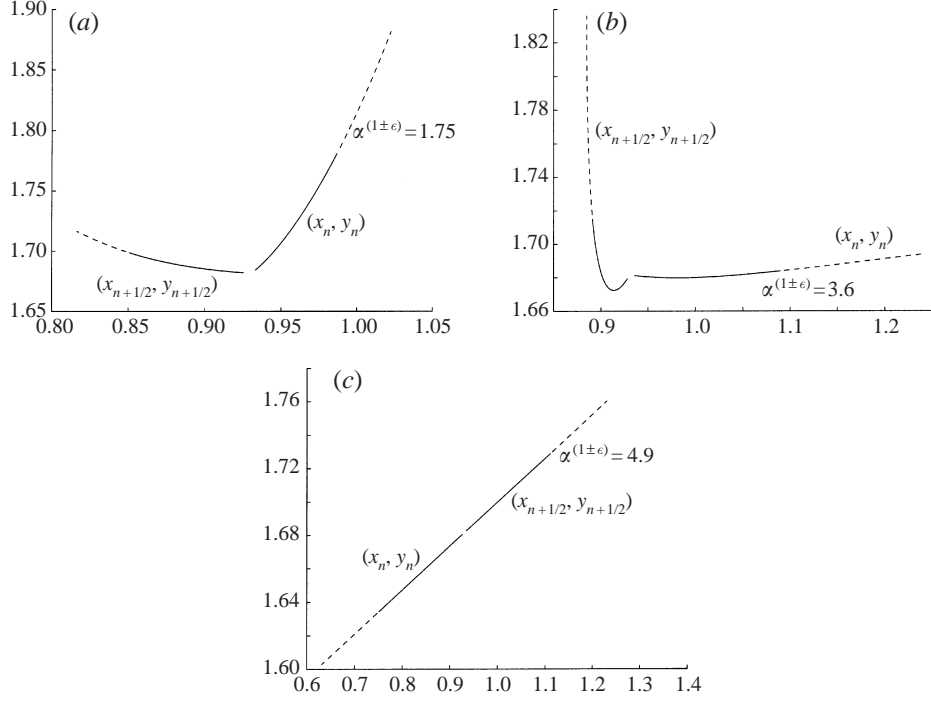 (a)
1.90
1.85
1.80
1.75
1.70
1.65
0.80 0.85 0.90 0.95 1.00 1.05
α^(1±ϵ) = 1.75
(x_n, y_n)
(x_{n+1/2}, y_{n+1/2})
(b)
1.82
1.78
1.74
1.70
1.66
0.9 1.0 1.1 1.2
(x_{n+1/2}, y_{n+1/2})
(x_n, y_n)
α^(1±ϵ) = 3.6
(c)
1.76
1.72
1.68
1.64
1.60
0.6 0.7 0.8 0.9 1.0 1.1 1.2 1.3 1.4
α^(1±ϵ) = 4.9
(x_{n+1/2}, y_{n+1/2})
(x_n, y_n)